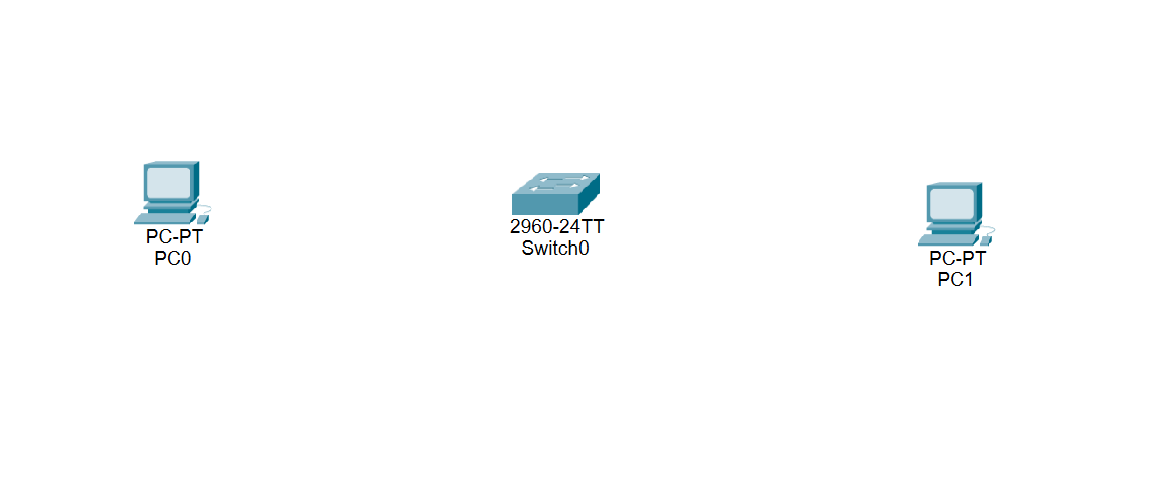 PC-PT
PC0
2960-24TT
Switch0
PC-PT
PC1